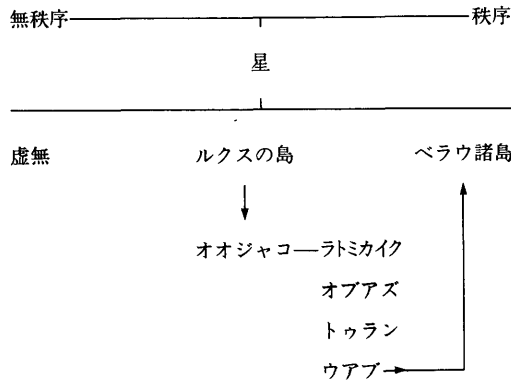 無秩序 秩序
星
虚無 ルクスの島 ベラウ諸島
オオジャコ―ラトミカイク
オブアズ
トゥラン
ウアブ